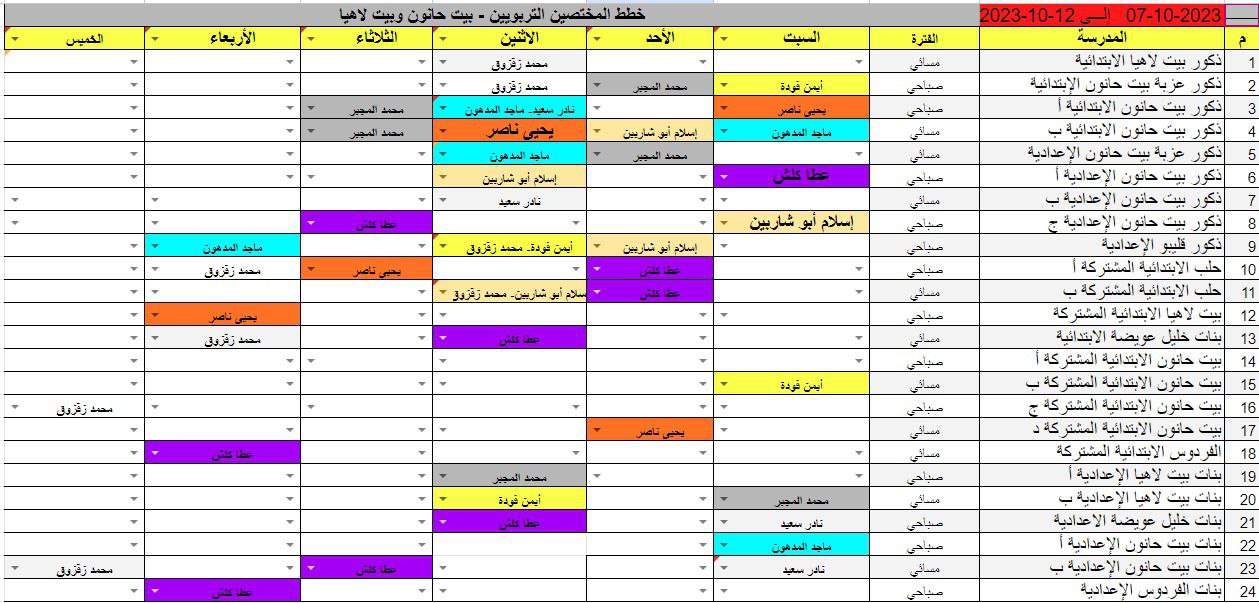 07-10-2023 إلى 12-10-2023 خطط المختصين التربويين - بيت حانون وبيت لاهيا
م المدرسة الفترة السبت الأحد الاثنين الثلاثاء الأربعاء الخميس
1 ذكور بيت لاهيا الابتدائية مسائي محمد زقزوق
2 ذكور عزبة بيت حانون الإبتدائية صباحي أيمن فودة محمد المجبر محمد زقزوق
3 ذكور بيت حانون الابتدائية أ صباحي يحيى ناصر نادر سعيد- ماجد المدهون محمد المجبر
4 ذكور بيت حانون الابتدائية ب صباحي ماجد المدهون إسلام أبو شاربين يحيى ناصر محمد المجبر
5 ذكور عزبة بيت حانون الإعدادية مسائي محمد المجبر ماجد المدهون
6 ذكور بيت حانون الإعدادية أ صباحي عطا كلش إسلام أبو شاربين
7 ذكور بيت حانون الإعدادية ب مسائي نادر سعيد
8 ذكور بيت حانون الإعدادية ج صباحي إسلام أبو شاربين عطا كلش
9 ذكور قليبو الإعدادية صباحي إسلام أبو شاربين أيمن فودة- محمد زقزوق ماجد المدهون
10 حلب الابتدائية المشتركة أ صباحي عطا كلش يحيى ناصر محمد زقزوق
11 حلب الابتدائية المشتركة ب مسائي عطا كلش سلام أبو شاربين- محمد زقزوق
12 بيت لاهيا الابتدائية المشتركة صباحي يحيى ناصر
13 بنات خليل عويضة الابتدائية مسائي عطا كلش محمد زقزوق
14 بيت حانون الابتدائية المشتركة أ صباحي
15 بيت حانون الابتدائية المشتركة ب مسائي أيمن فودة
16 بيت حانون الابتدائية المشتركة ج صباحي محمد زقزوق
17 بيت حانون الابتدائية المشتركة د مسائي يحيى ناصر
18 الفردوس الابتدائية المشتركة مسائي عطا كلش
19 بنات بيت لاهيا الإعدادية أ صباحي محمد المجبر
20 بنات بيت لاهيا الإعدادية ب مسائي محمد المجبر أيمن فودة
21 بنات خليل عويضة الاعدادية صباحي نادر سعيد عطا كلش
22 بنات بيت حانون الإعدادية أ صباحي ماجد المدهون
23 بنات بيت حانون الإعدادية ب مسائي نادر سعيد عطا كلش محمد زقزوق
24 بنات الفردوس الإعدادية صباحي عطا كلش